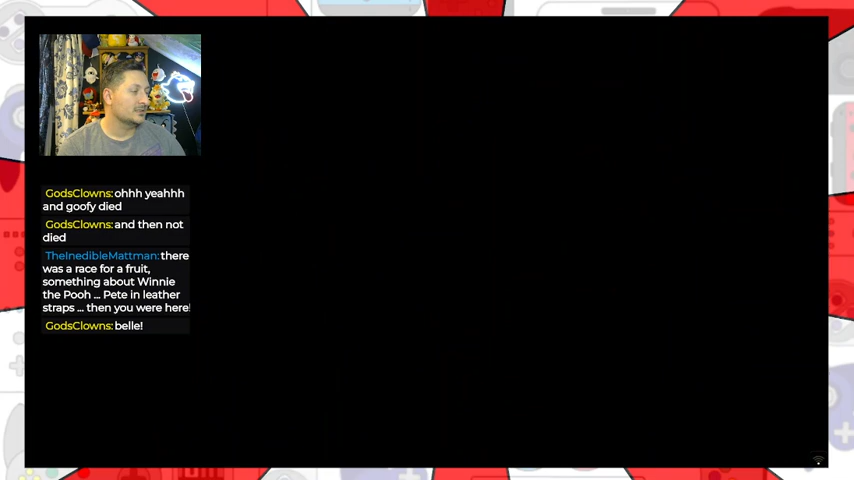 GodsClowns: ohhh yeahhh
and goofy died
GodsClowns: and then not
died
TheInedibleMattman: there
was a race for a fruit,
something about Winnie
the Pooh ... Pete in leather
straps ... then you were here!
GodsClowns: belle!